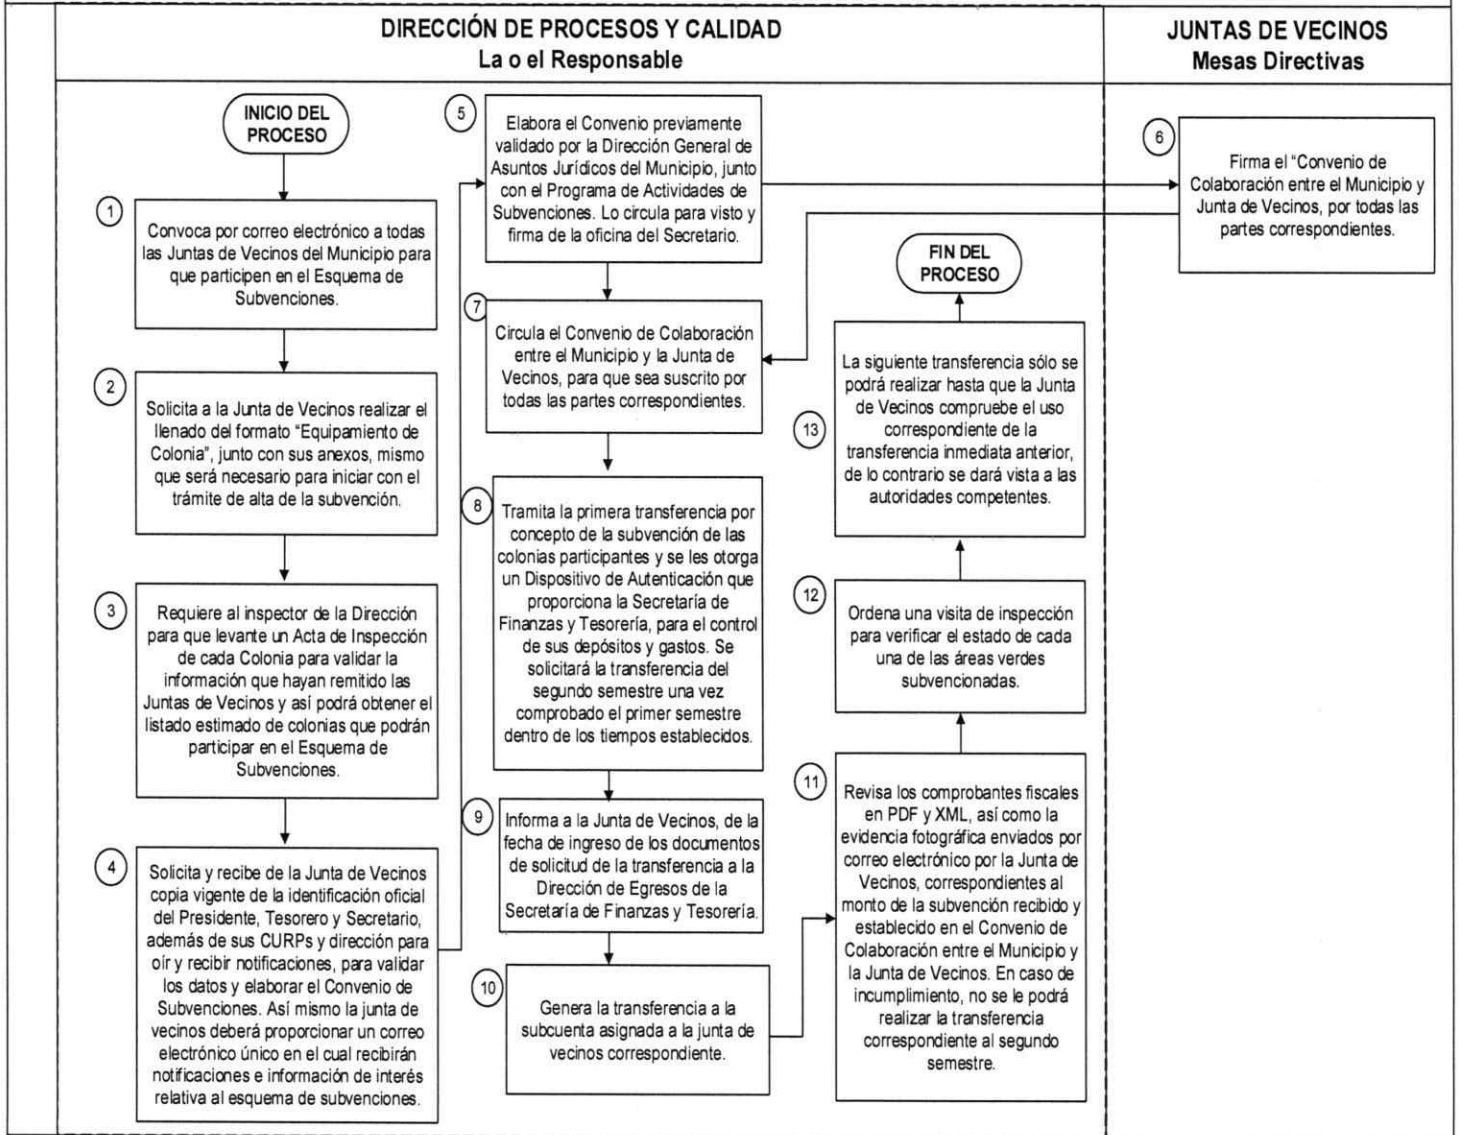 DIRECCIÓN DE PROCESOS Y CALIDAD
La o el Responsable
JUNTAS DE VECINOS
Mesas Directivas
INICIO DEL
PROCESO
1
Convoca por correo electrónico a todas
las Juntas de Vecinos del Municipio para
que participen en el Esquema de
Subvenciones.
2
Solicita a la Junta de Vecinos realizar el
llenado del formato “Equipamiento de
Colonia”, junto con sus anexos, mismo
que será necesario para iniciar con el
trámite de alta de la subvención.
3
Requiere al inspector de la Dirección
para que levante un Acta de Inspección
de cada Colonia para validar la
información que hayan remitido las
Juntas de Vecinos y así podrá obtener el
listado estimado de colonias que podrán
participar en el Esquema de
Subvenciones.
4
Solicita y recibe de la Junta de Vecinos
copia vigente de la identificación oficial
del Presidente, Tesorero y Secretario,
además de sus CURPs y dirección para
oír y recibir notificaciones, para validar
los datos y elaborar el Convenio de
Subvenciones. Así mismo la junta de
vecinos deberá proporcionar un correo
electrónico único en el cual recibirán
notificaciones e información de interés
relativa al esquema de subvenciones.
5
Elabora el Convenio previamente
validado por la Dirección General de
Asuntos Jurídicos del Municipio, junto
con el Programa de Actividades de
Subvenciones. Lo circula para visto y
firma de la oficina del Secretario.
6
Firma el “Convenio de
Colaboración entre el Municipio y
Junta de Vecinos, por todas las
partes correspondientes.
7
Circula el Convenio de Colaboración
entre el Municipio y la Junta de
Vecinos, para que sea suscrito por
todas las partes correspondientes.
8
Tramita la primera transferencia por
concepto de la subvención de las
colonias participantes y se les otorga
un Dispositivo de Autenticación que
proporciona la Secretaría de
Finanzas y Tesorería, para el control
de sus depósitos y gastos. Se
solicitará la transferencia del
segundo semestre una vez
comprobado el primer semestre
dentro de los tiempos establecidos.
9
Informa a la Junta de Vecinos, de la
fecha de ingreso de los documentos
de solicitud de la transferencia a la
Dirección de Egresos de la
Secretaría de Finanzas y Tesorería.
10
Genera la transferencia a la
subcuenta asignada a la junta de
vecinos correspondiente.
11
Revisa los comprobantes fiscales
en PDF y XML, así como la
evidencia fotográfica enviados por
correo electrónico por la Junta de
Vecinos, correspondientes al
monto de la subvención recibido y
establecido en el Convenio de
Colaboración entre el Municipio y
la Junta de Vecinos. En caso de
incumplimiento, no se le podrá
realizar la transferencia
correspondiente al segundo
semestre.
12
Ordena una visita de inspección
para verificar el estado de cada
una de las áreas verdes
subvencionadas.
13
La siguiente transferencia sólo se
podrá realizar hasta que la Junta
de Vecinos compruebe el uso
correspondiente de la
transferencia inmediata anterior,
de lo contrario se dará vista a las
autoridades competentes.
FIN DEL
PROCESO